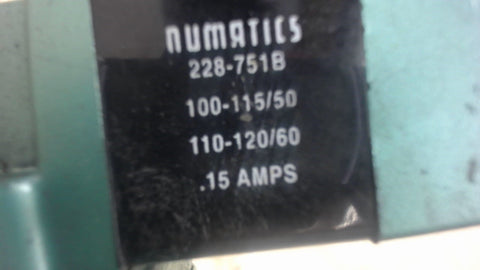 NUMATICS
228-751B
100-115/50
110-120/60
.15 AMPS